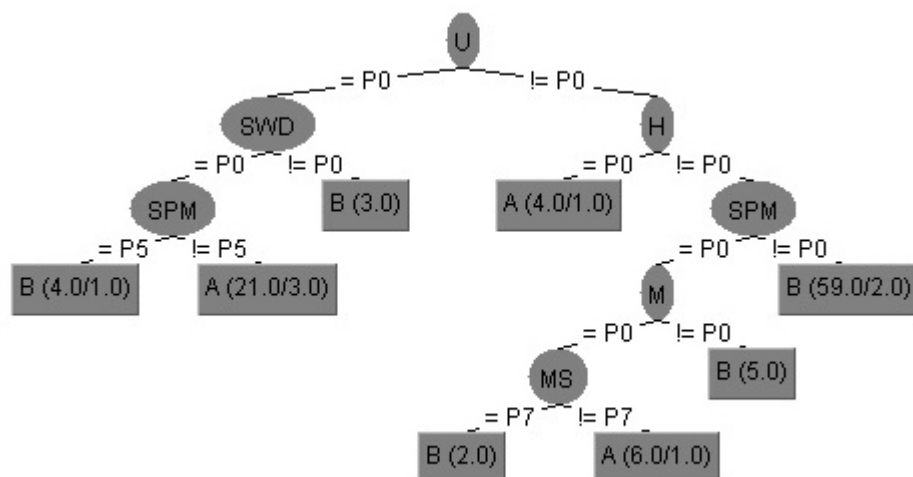 U
= P0 != P0
SWD H
= P0 != P0 = P0 != P0
SPM B (3.0) A (4.0/1.0) SPM
= P5 != P5 = P0 != P0
B (4.0/1.0) A (21.0/3.0) M B (59.0/2.0)
= P0 != P0
MS B (5.0)
= P7 != P7
B (2.0) A (6.0/1.0)